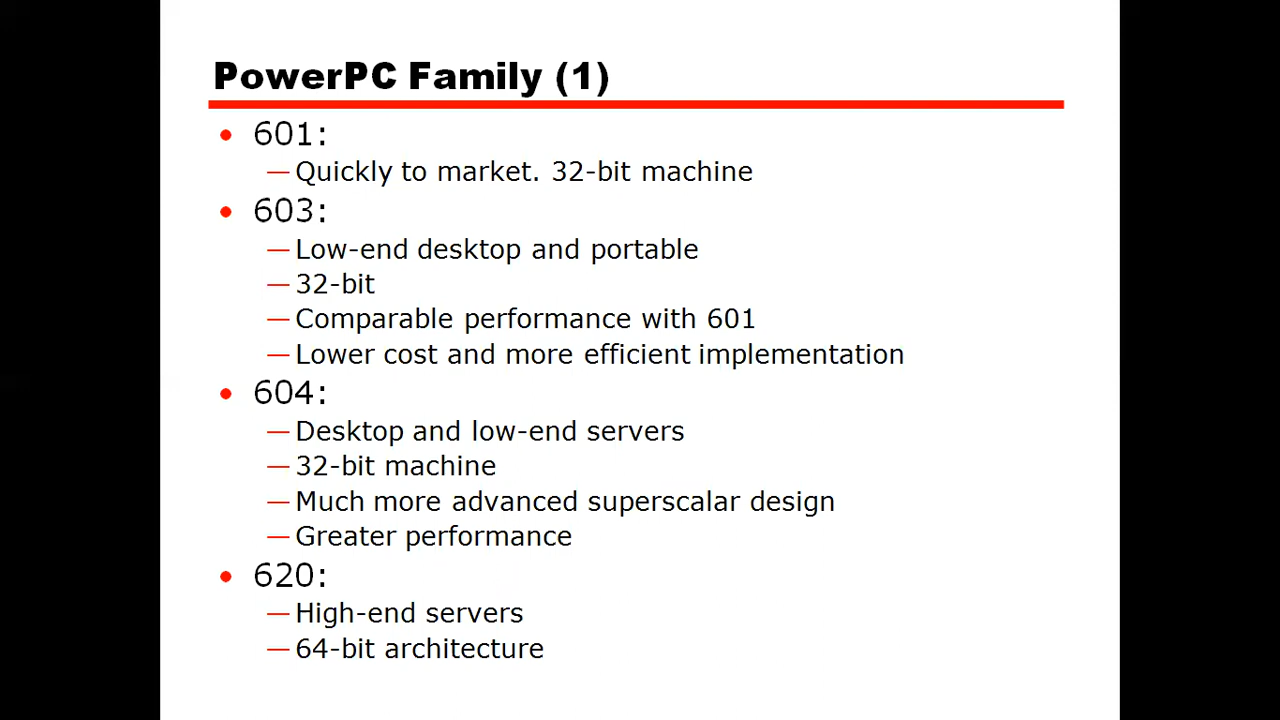 PowerPC Family (1)
• 601:
— Quickly to market. 32-bit machine
• 603:
— Low-end desktop and portable
— 32-bit
— Comparable performance with 601
— Lower cost and more efficient implementation
• 604:
— Desktop and low-end servers
— 32-bit machine
— Much more advanced superscalar design
— Greater performance
• 620:
— High-end servers
— 64-bit architecture